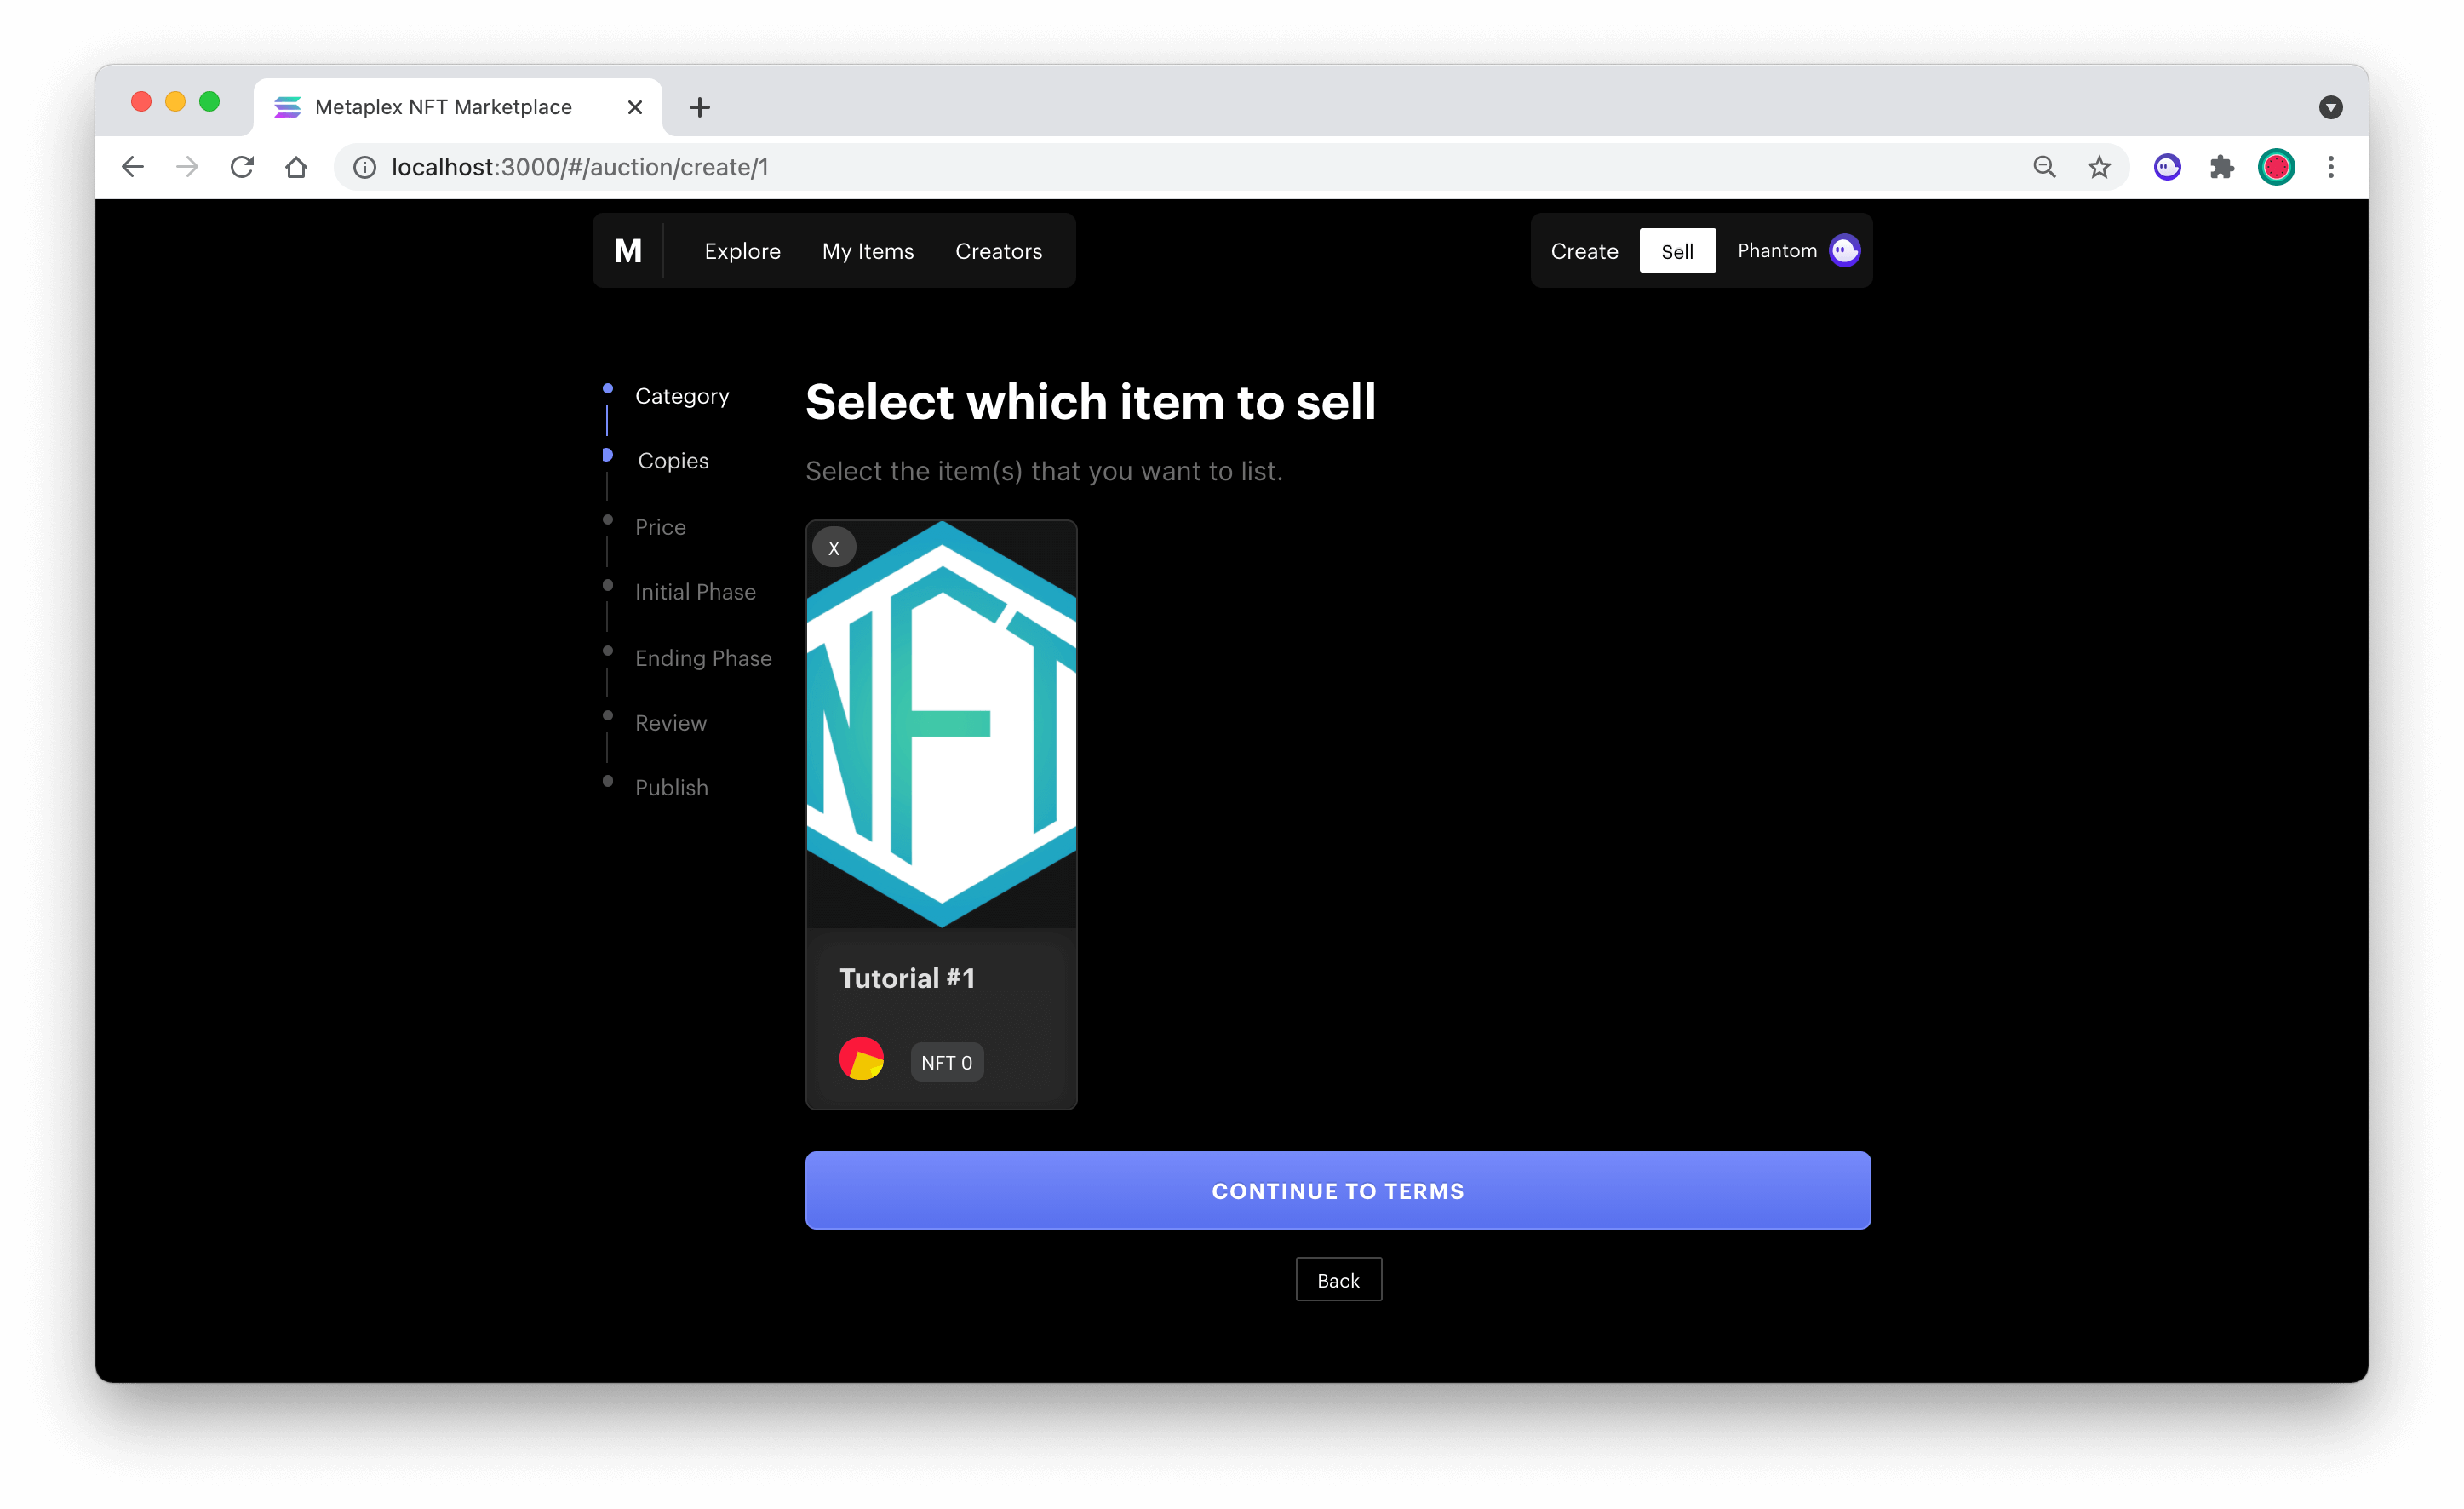 Metaplex NFT Marketplace
localhost:3000/#/auction/create/1
M Explore My Items Creators
Create Sell Phantom
Category
Copies
Price
Initial Phase
Ending Phase
Review
Publish
Select which item to sell
Select the item(s) that you want to list.
X
NFT
Tutorial #1
NFT 0
CONTINUE TO TERMS
Back